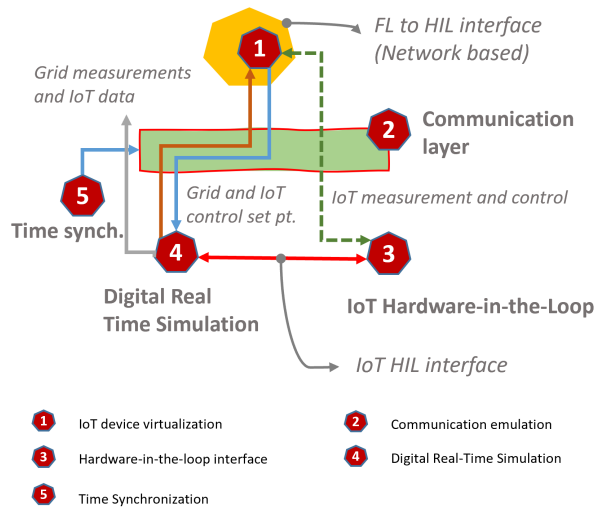 1
FL to HIL interface
(Network based)
Grid measurements
and IoT data
2
Communication
layer
5
Time synch.
Grid and IoT
control set pt.
IoT measurement and control
4
3
Digital Real
Time Simulation
IoT Hardware-in-the-Loop
IoT HIL interface
1 IoT device virtualization
2 Communication emulation
3 Hardware-in-the-loop interface
4 Digital Real-Time Simulation
5 Time Synchronization